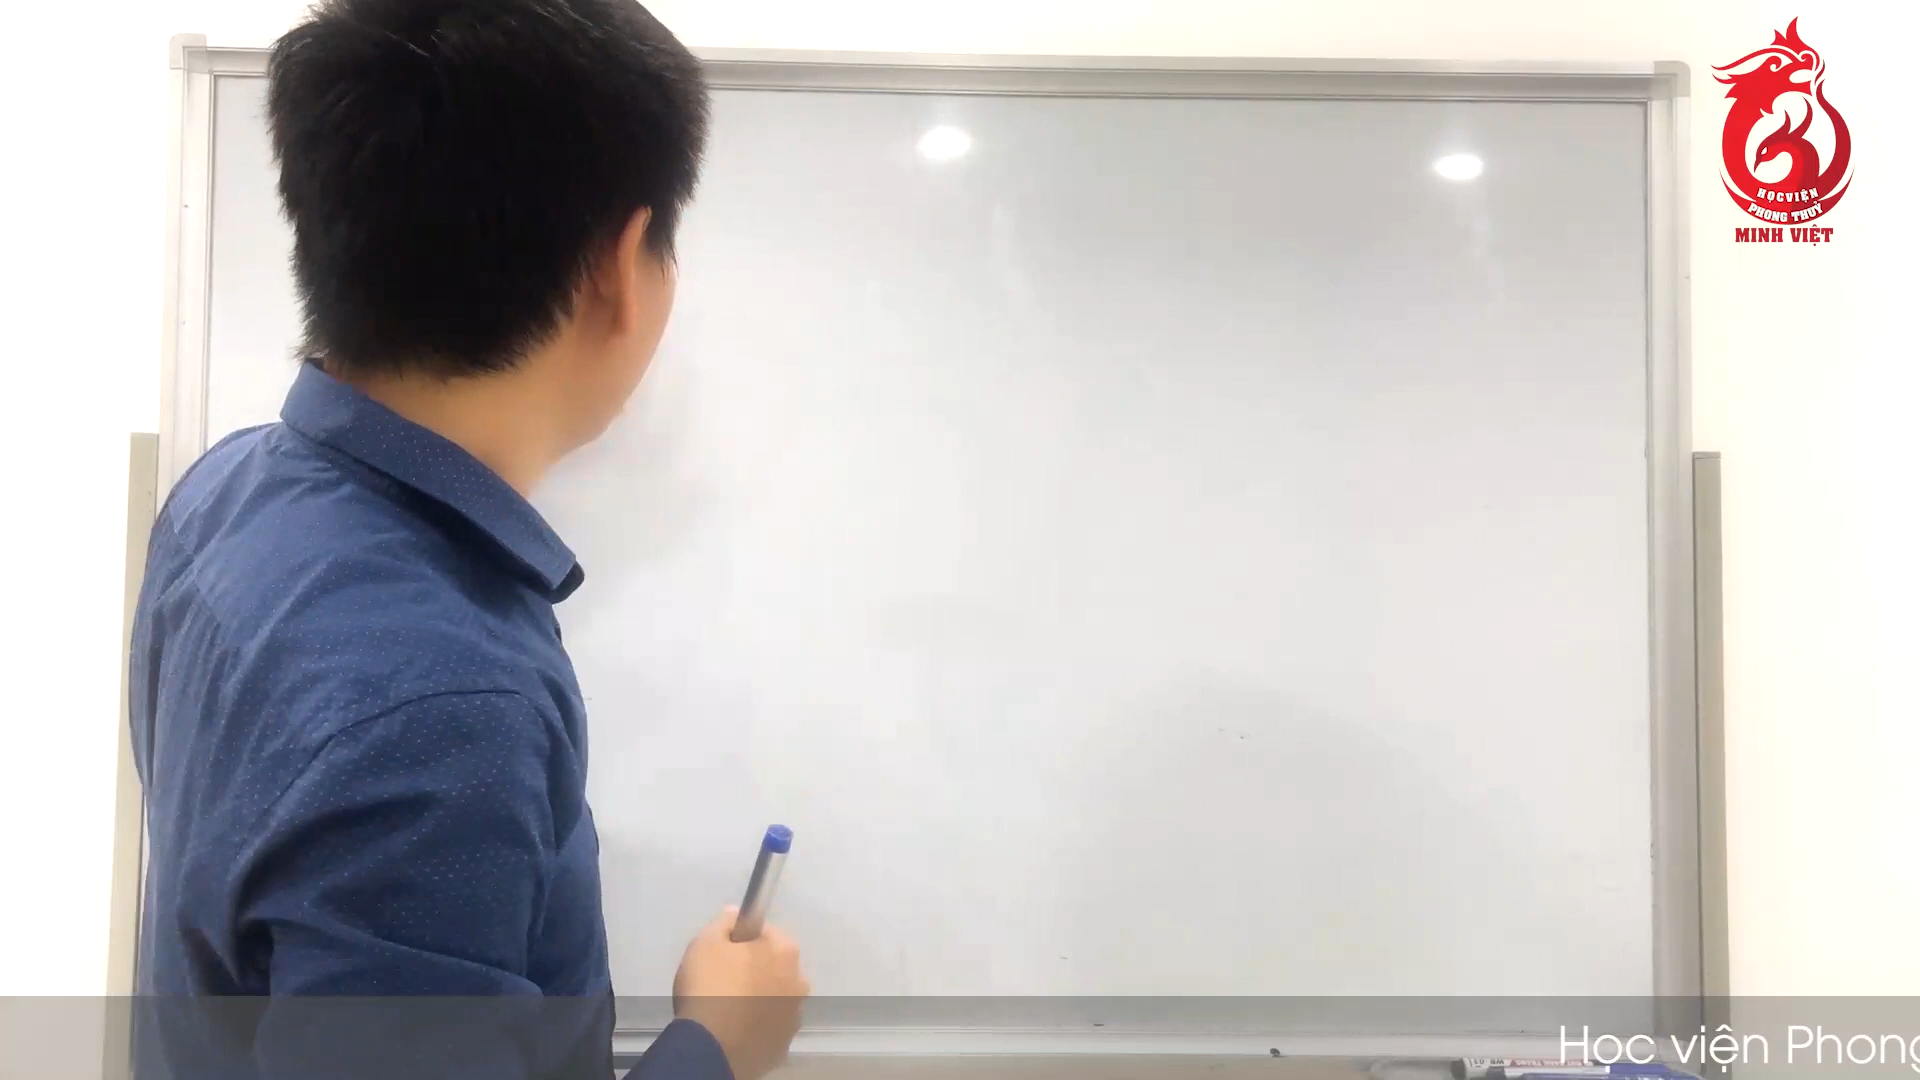 HỌC VIỆN
PHONG THUỶ
MINH VIỆT
Học viện Phong